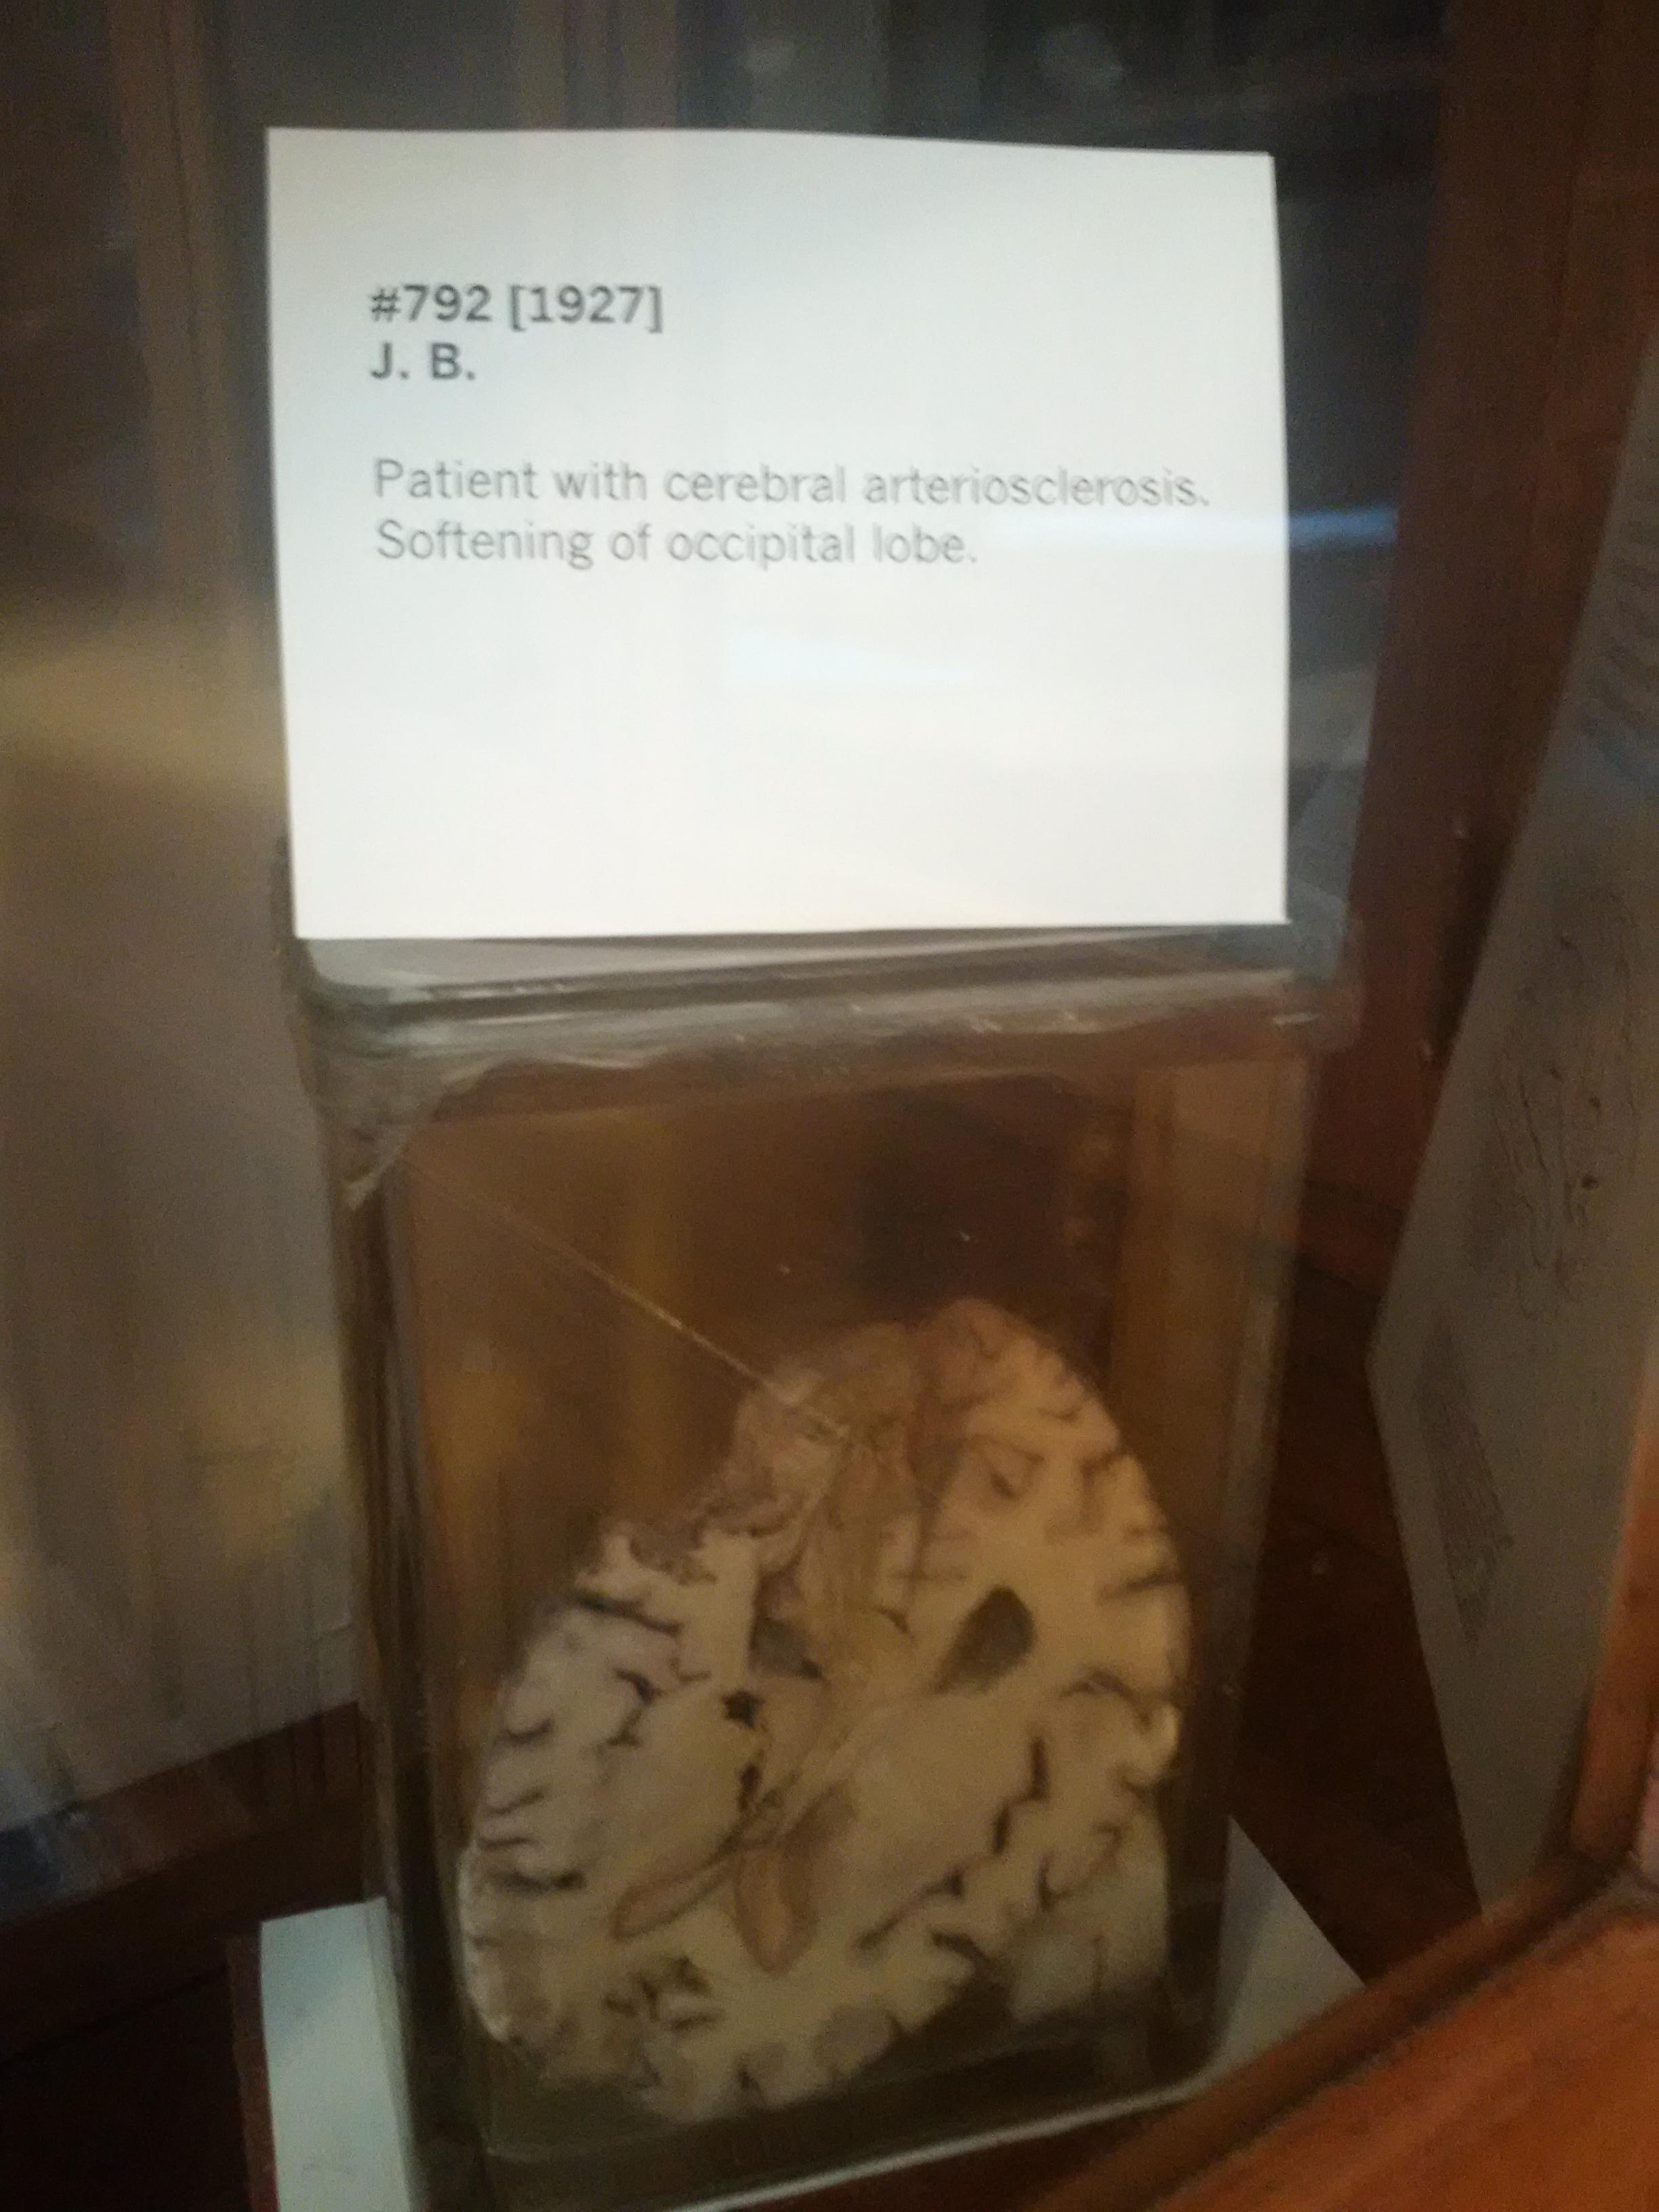 #792 [1927]
J. B.
Patient with cerebral arteriosclerosis.
Softening of occipital lobe.